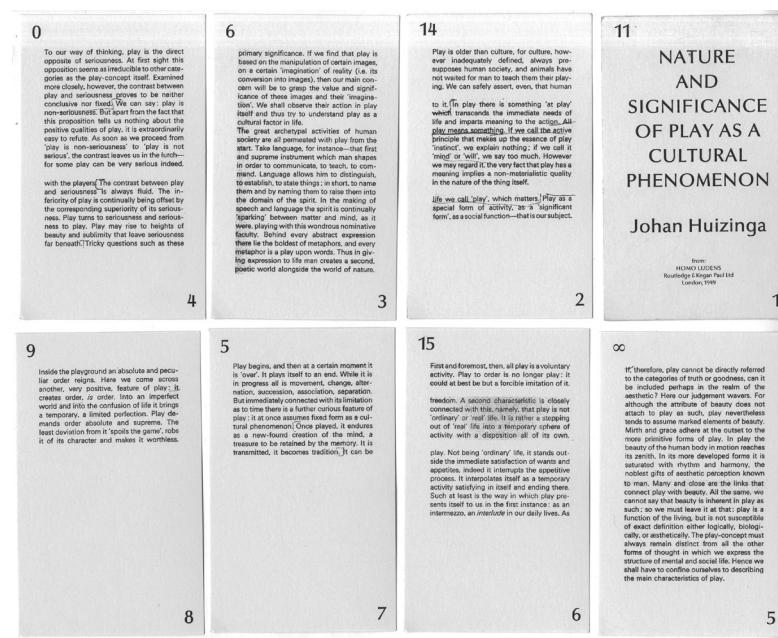 0
To our way of thinking, play is the direct
opposite of seriousness. At first sight this
opposition seems as irreducible to other cate-
gories as the play-concept itself. Examined
more closely, however, the contrast between
play and seriousness proves to be neither
conclusive nor fixed. We can say: play is
non-seriousness. But apart from the fact that
this proposition tells us nothing about the
positive qualities of play, it is extraordinarily
easy to refute. As soon as we proceed from
'play is non-seriousness' to 'play is not
serious', the contrast leaves us in the lurch—
for some play can be very serious indeed.
with the players. The contrast between play
and seriousness is always fluid. The in-
feriority of play is continually being offset by
the corresponding superiority of its serious-
ness. Play turns to seriousness and serious-
ness to play. Play may rise to heights of
beauty and sublimity that leave seriousness
far beneath. Tricky questions such as these
4
6
primary significance. If we find that play is
based on the manipulation of certain images,
on a certain 'imagination' of reality (i.e. its
conversion into images), then our main con-
cern will be to grasp the value and signif-
icance of these images and their 'imagina-
tion'. We shall observe their action in play
itself and thus try to understand play as a
cultural factor in life.
The great archetypal activities of human
society are all permeated with play from the
start. Take language, for instance—that first
and supreme instrument which man shapes
in order to communicate, to teach, to com-
mand. Language allows him to distinguish,
to establish, to state things; in short, to name
them and by naming them to raise them into
the domain of the spirit. In the making of
speech and language the spirit is continually
'sparking' between matter and mind, as it
were, playing with this wondrous nominative
faculty. Behind every abstract expression
there lie the boldest of metaphors, and every
metaphor is a play upon words. Thus in giv-
ing expression to life man creates a second,
poetic world alongside the world of nature.
3
14
Play is older than culture, for culture, how-
ever inadequately defined, always pre-
supposes human society, and animals have
not waited for man to teach them their play-
ing. We can safely assert, even, that human
to it. In play there is something 'at play'
which transcends the immediate needs of
life and imparts meaning to the action. All
play means something. If we call the active
principle that makes up the essence of play
'instinct', we explain nothing; if we call it
'mind' or 'will', we say too much. However
we may regard it, the very fact that play has a
meaning implies a non-materialistic quality
in the nature of the thing itself.
life we call 'play', which matters. Play as a
special form of activity, as a 'significant
form', as a social function—that is our subject.
2
11
NATURE
AND
SIGNIFICANCE
OF PLAY AS A
CULTURAL
PHENOMENON
Johan Huizinga
from:
HOMO LUDENS
Routledge & Kegan Paul Ltd
London, 1949
1
9
Inside the playground an absolute and pecu-
liar order reigns. Here we come across
another, very positive, feature of play: it
creates order, is order. Into an imperfect
world and into the confusion of life it brings
a temporary, a limited perfection. Play de-
mands order absolute and supreme. The
least deviation from it 'spoils the game', robs
it of its character and makes it worthless.
8
5
Play begins, and then at a certain moment it
is 'over'. It plays itself to an end. While it is
in progress all is movement, change, alter-
nation, succession, association, separation.
But immediately connected with its limitation
as to time there is a further curious feature of
play: it at once assumes fixed form as a cul-
tural phenomenon. Once played, it endures
as a new-found creation of the mind, a
treasure to be retained by the memory. It is
transmitted, it becomes tradition. It can be
7
15
First and foremost, then, all play is a voluntary
activity. Play to order is no longer play: it
could at best be but a forcible imitation of it.
freedom. A second characteristic is closely
connected with this, namely, that play is not
'ordinary' or 'real' life. It is rather a stepping
out of 'real' life into a temporary sphere of
activity with a disposition all of its own.
play. Not being 'ordinary' life, it stands out-
side the immediate satisfaction of wants and
appetites, indeed it interrupts the appetitive
process. It interpolates itself as a temporary
activity satisfying in itself and ending there.
Such at least is the way in which play pre-
sents itself to us in the first instance: as an
intermezzo, an interlude in our daily lives. As
6
∞
If, therefore, play cannot be directly referred
to the categories of truth or goodness, can it
be included perhaps in the realm of the
aesthetic? Here our judgement wavers. For
although the attribute of beauty does not
attach to play as such, play nevertheless
tends to assume marked elements of beauty.
Mirth and grace adhere at the outset to the
more primitive forms of play. In play the
beauty of the human body in motion reaches
its zenith. In its more developed forms it is
saturated with rhythm and harmony, the
noblest gifts of aesthetic perception known
to man. Many and close are the links that
connect play with beauty. All the same, we
cannot say that beauty is inherent in play as
such; so we must leave it at that: play is a
function of the living, but is not susceptible
of exact definition either logically, biologi-
cally, or æsthetically. The play-concept must
always remain distinct from all the other
forms of thought in which we express the
structure of mental and social life. Hence we
shall have to confine ourselves to describing
the main characteristics of play.
5